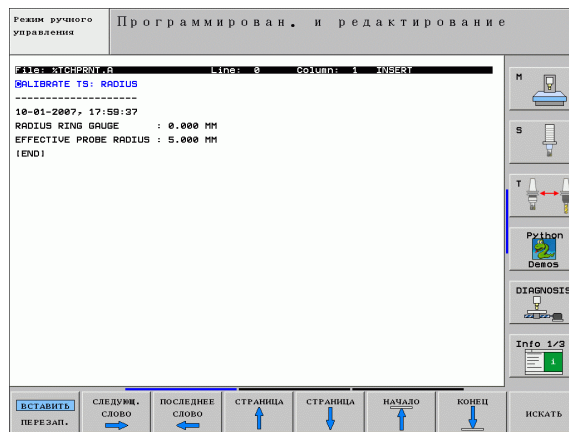 Режим ручного
управления
Программирован. и редактирование
File: %TCHPRNT.A Line: 0 Column: 1 INSERT
CALIBRATE TS: RADIUS
--------------------
10-01-2007, 17:59:37
RADIUS RING GAUGE : 0.000 MM
EFFECTIVE PROBE RADIUS : 5.000 MM
[END]
M
S
T
Python
Demos
DIAGNOSIS
Info 1/3
ВСТАВИТЬ
ПЕРЕЗАП.
СЛЕДУЮЩ.
СЛОВО
ПОСЛЕДНЕЕ
СЛОВО
СТРАНИЦА
СТРАНИЦА
НАЧАЛО
КОНЕЦ
ИСКАТЬ